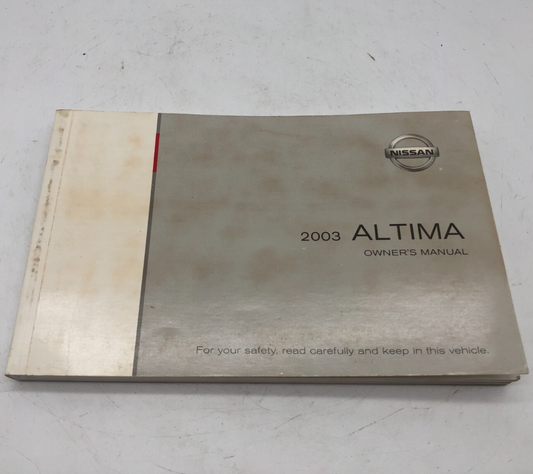 NISSAN
2003 ALTIMA
OWNER'S MANUAL
For your safety, read carefully and keep in this vehicle.